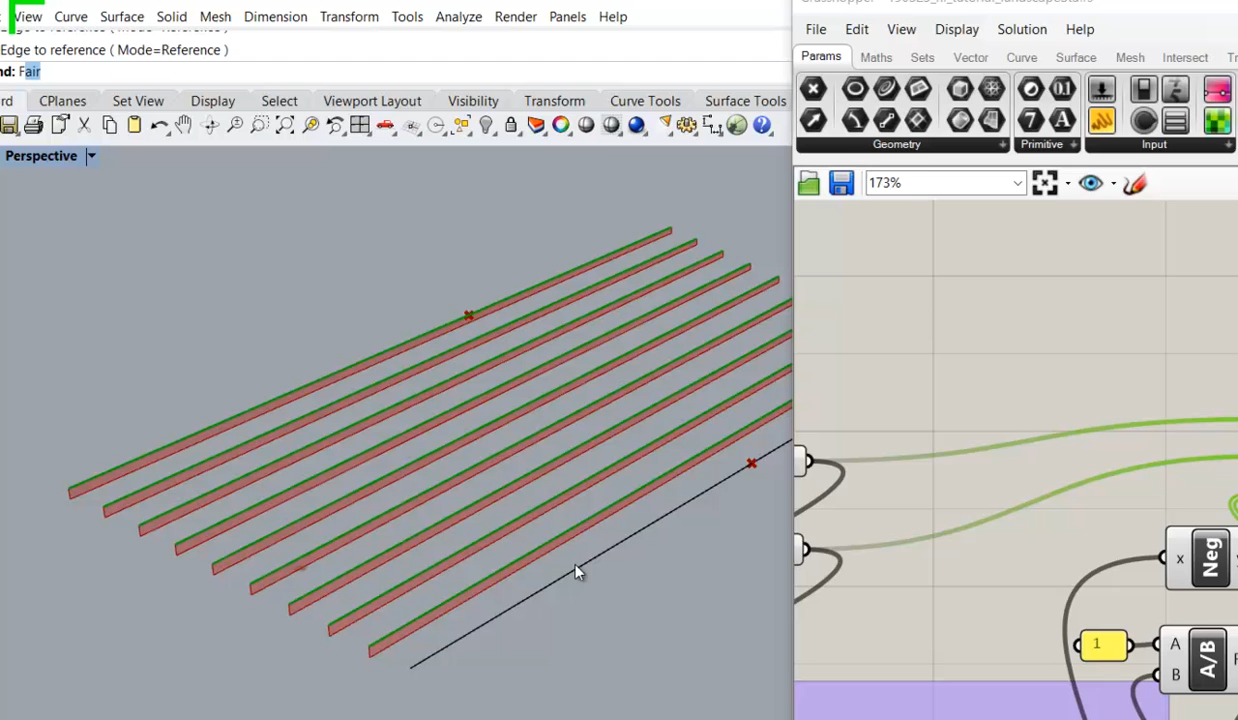 View Curve Surface Solid Mesh Dimension Transform Tools Analyze Render Panels Help
Edge to reference ( Mode=Reference )
nd: Fair
rd CPlanes Set View Display Select Viewport Layout Visibility Transform Curve Tools Surface Tools
Perspective
File Edit View Display Solution Help
Params Maths Sets Vector Curve Surface Mesh Intersect Tr
Geometry Primitive Input
173%
x Neg
1 A
A/B
B